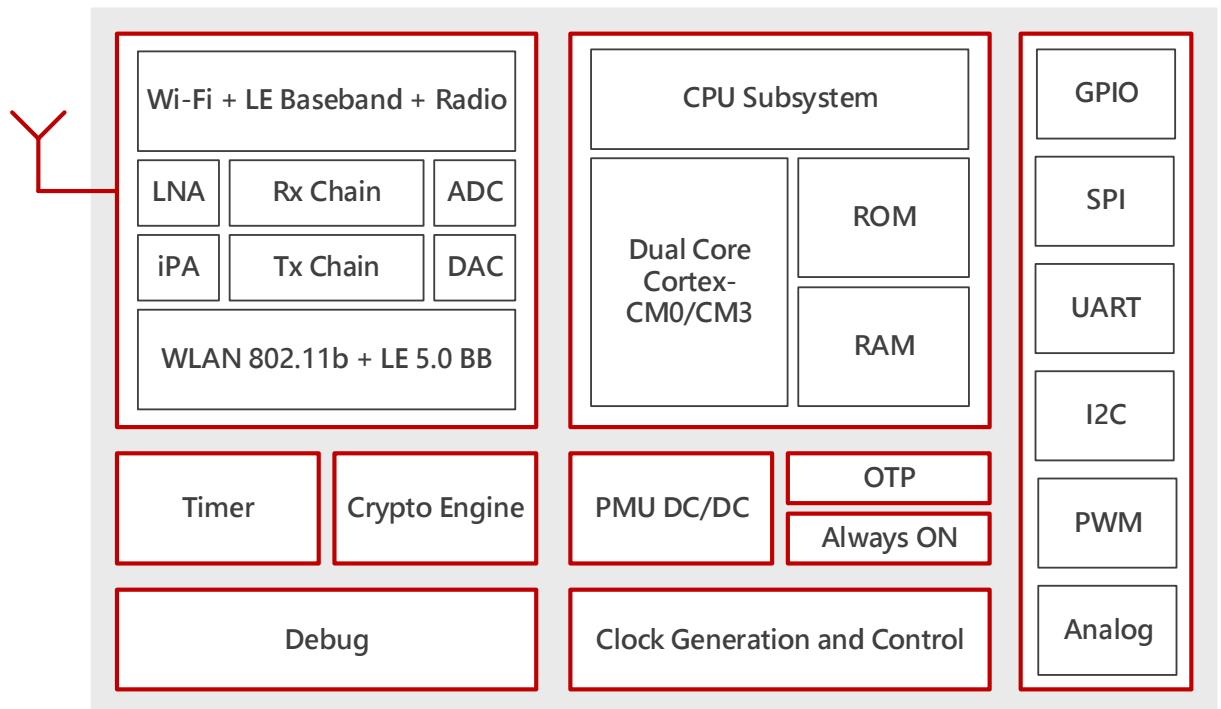 Wi-Fi + LE Baseband + Radio
LNA
Rx Chain
ADC
iPA
Tx Chain
DAC
WLAN 802.11b + LE 5.0 BB
CPU Subsystem
Dual Core
Cortex-
CM0/CM3
ROM
RAM
GPIO
SPI
UART
I2C
PWM
Analog
Timer
Crypto Engine
PMU DC/DC
OTP
Always ON
Debug
Clock Generation and Control